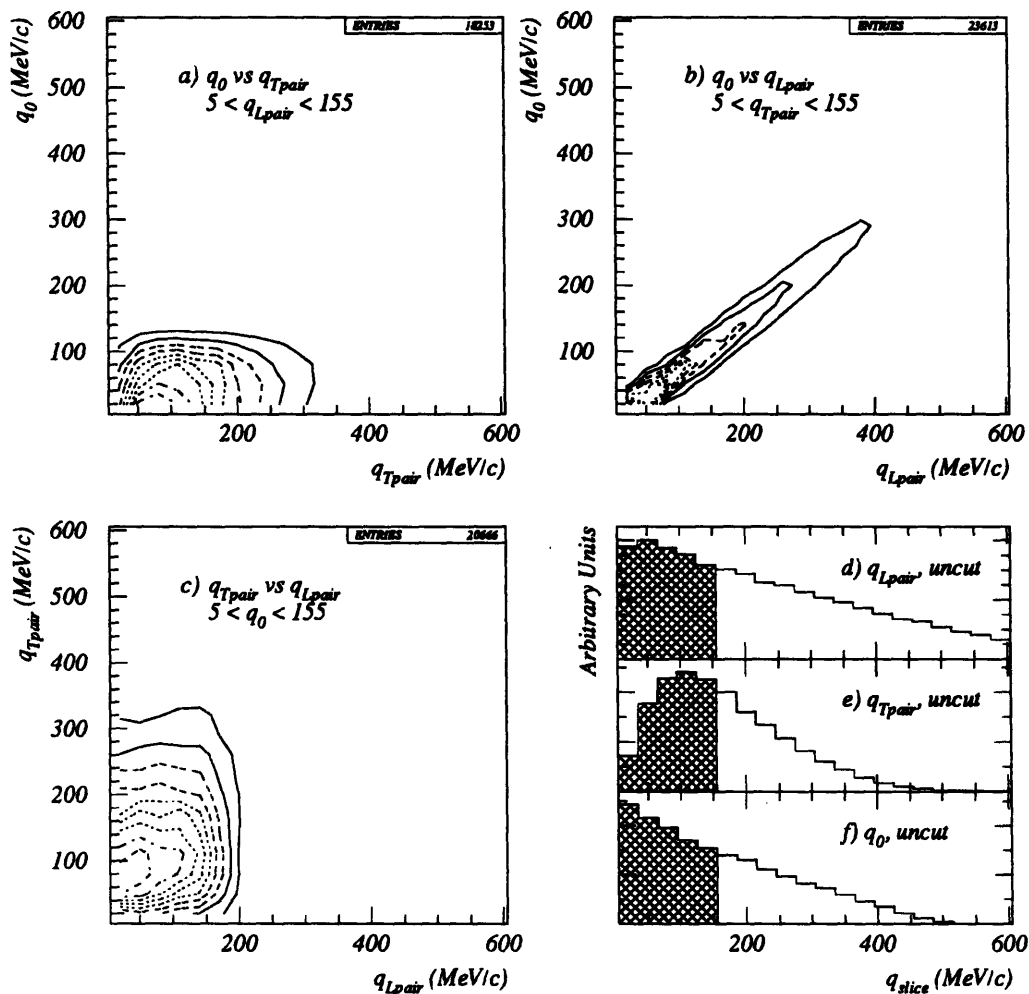 ENTRIES 18253
a) q0 vs qTpair
5 < qLpair < 155
q0 (MeV/c)
600
500
400
300
200
100
200
400
600
qTpair (MeV/c)
ENTRIES 23613
b) q0 vs qLpair
5 < qTpair < 155
q0 (MeV/c)
600
500
400
300
200
100
200
400
600
qLpair (MeV/c)
ENTRIES 20666
c) qTpair vs qLpair
5 < q0 < 155
qTpair (MeV/c)
600
500
400
300
200
100
200
400
600
qLpair (MeV/c)
Arbitrary Units
d) qLpair, uncut
e) qTpair, uncut
f) q0, uncut
200
400
600
qslice (MeV/c)